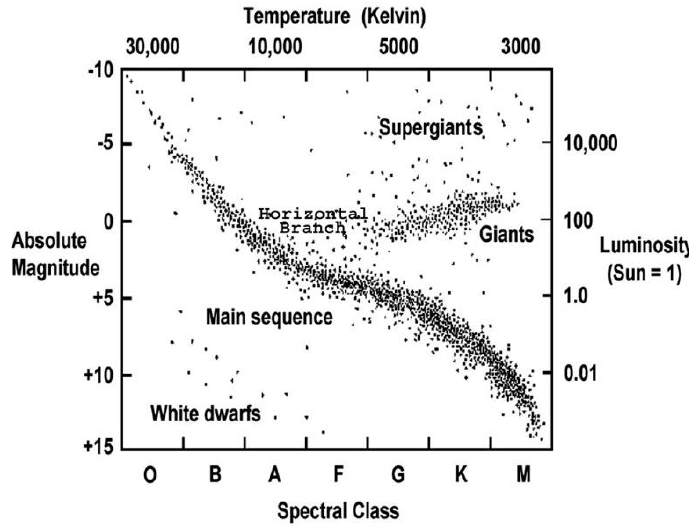 Temperature (Kelvin)
30,000 10,000 5000 3000
-10
Supergiants
-5 10,000
Horizontal
Branch
0 100
Giants
Absolute
Magnitude
Luminosity
(Sun = 1)
+5 1.0
Main sequence
+10 0.01
White dwarfs
+15
O B A F G K M
Spectral Class